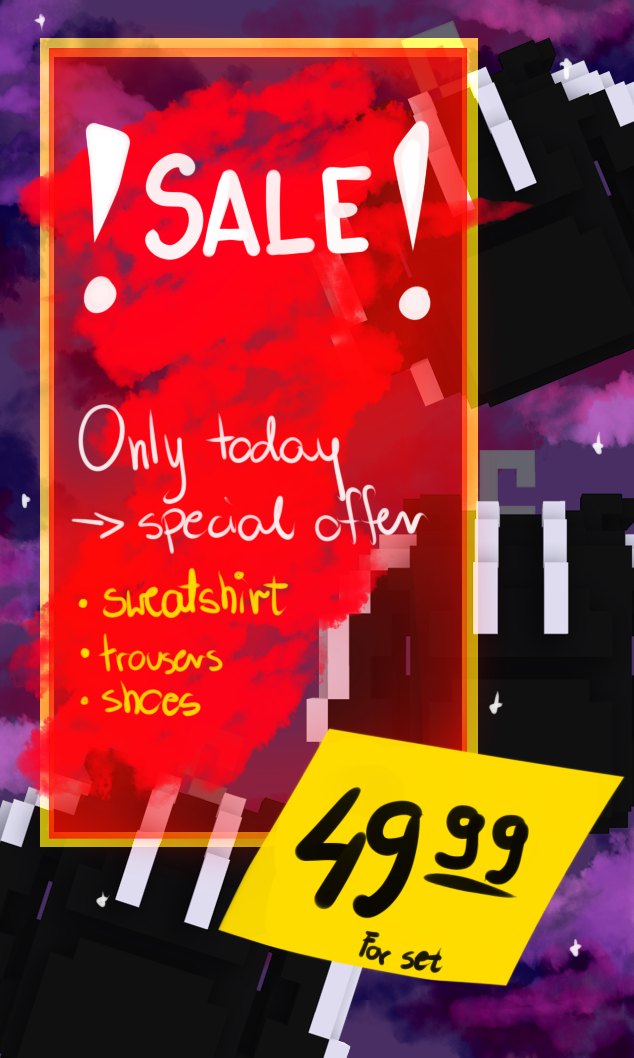 ! SALE !
Only today
→ special offer
• sweatshirt
• trousers
• shoes
49 99
For set